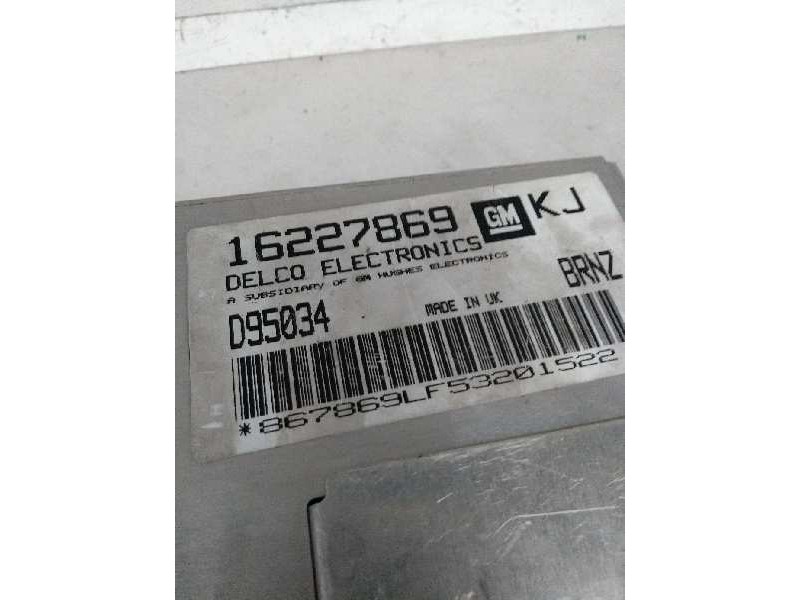 16227869 GM KJ
DELCO ELECTRONICS
A SUBSIDIARY OF GM HUGHES ELECTRONICS
D95034 MADE IN UK BRNZ
*867869LF53201522